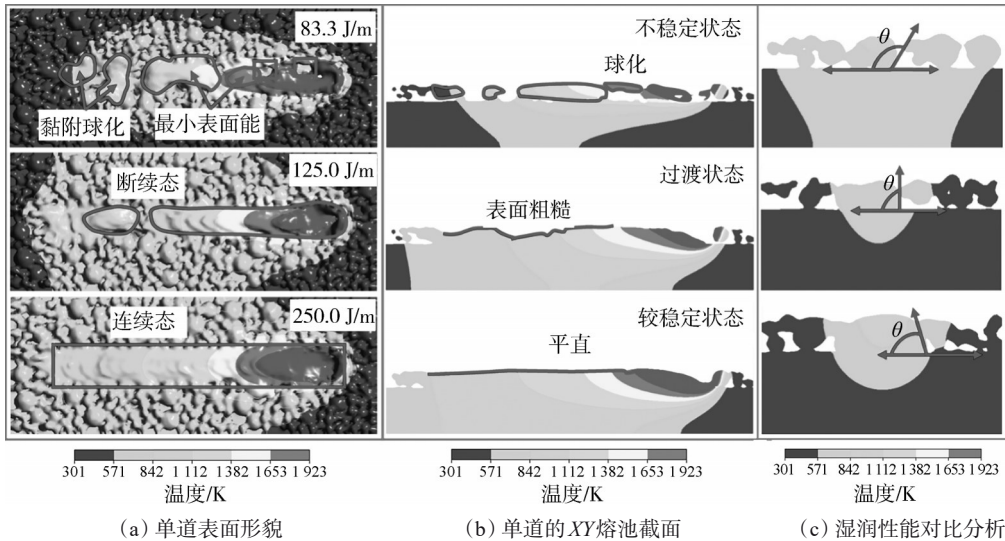 83.3 J/m
黏附球化
最小表面能
125.0 J/m
断续态
250.0 J/m
连续态
301 571 842 1 112 1 382 1 653 1 923
温度/K
(a) 单道表面形貌
不稳定状态
球化
过渡状态
表面粗糙
较稳定状态
平直
301 571 842 1 112 1 382 1 653 1 923
温度/K
(b) 单道的XY熔池截面
θ
θ
θ
301 571 842 1 112 1 382 1 653 1 923
温度/K
(c) 湿润性能对比分析